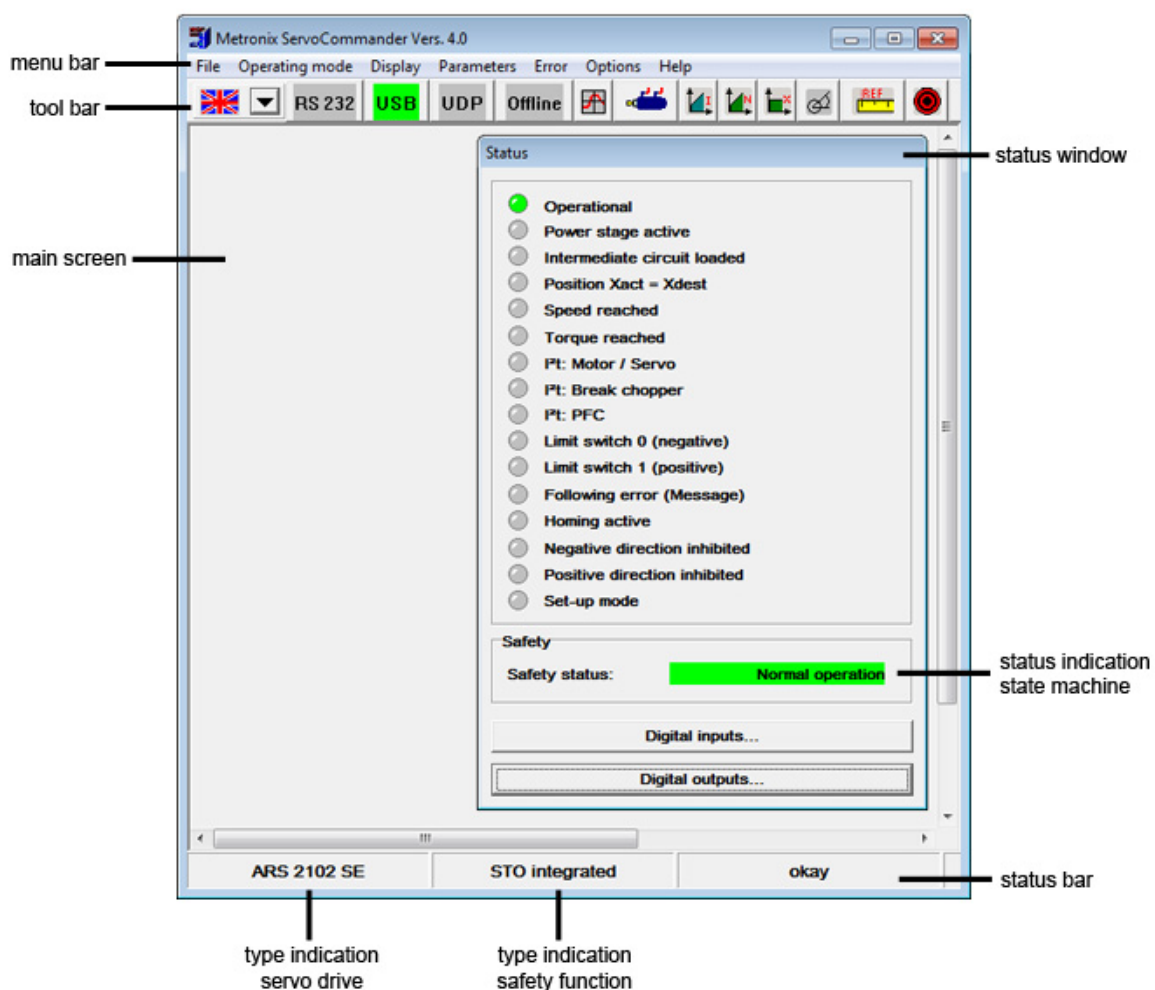 Metronix ServoCommander Vers. 4.0
menu bar
File Operating mode Display Parameters Error Options Help
tool bar
RS 232 USB UDP Offline REF
Status
status window
Operational
Power stage active
main screen
Intermediate circuit loaded
Position Xact = Xdest
Speed reached
Torque reached
I²t: Motor / Servo
I²t: Break chopper
I²t: PFC
Limit switch 0 (negative)
Limit switch 1 (positive)
Following error (Message)
Homing active
Negative direction inhibited
Positive direction inhibited
Set-up mode
Safety
Safety status: Normal operation
status indication
state machine
Digital inputs...
Digital outputs...
ARS 2102 SE STO integrated okay
status bar
type indication
servo drive
type indication
safety function